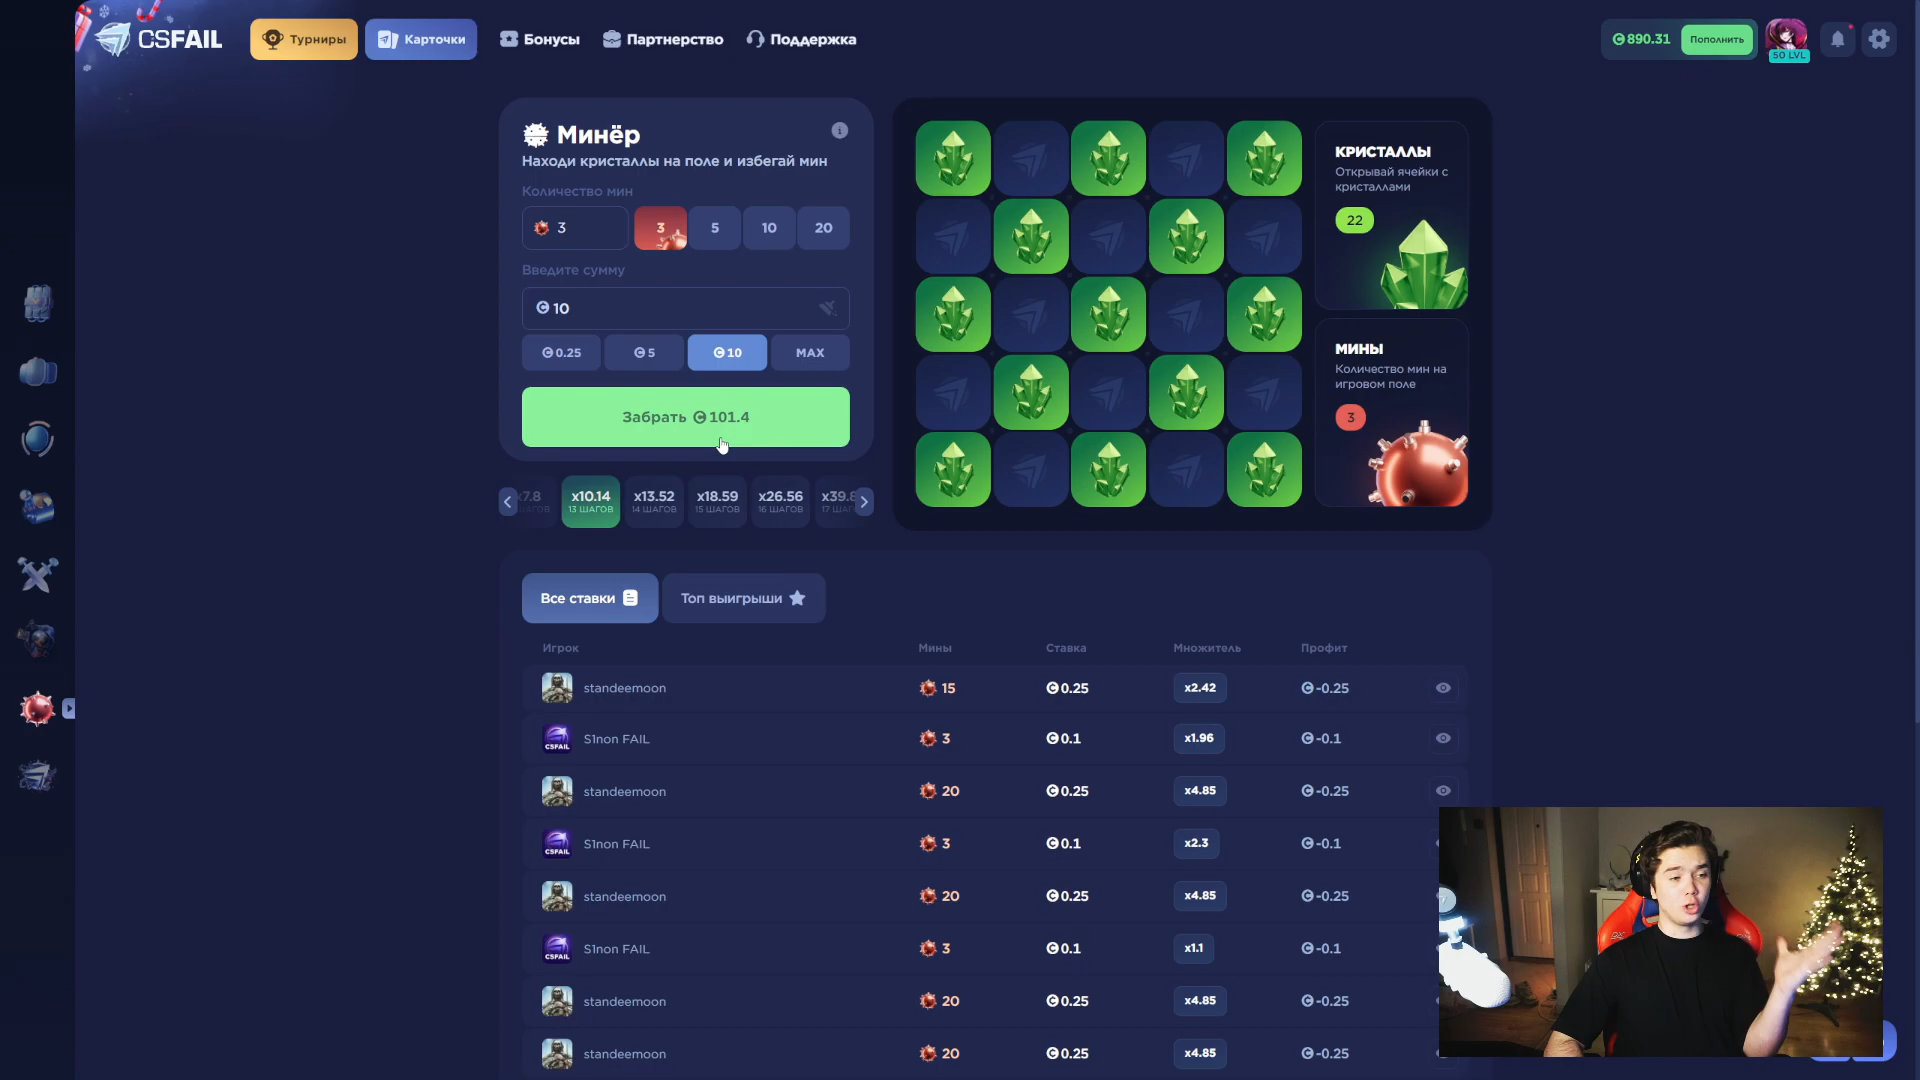 CSFAIL
Турниры
Карточки
Бонусы
Партнерство
Поддержка
890.31
Пополнить
50 LVL
Минёр
Находи кристаллы на поле и избегай мин
Количество мин
3
3
5
10
20
Введите сумму
10
0.25
5
10
MAX
Забрать 101.4
x7.8
x10.14
13 ШАГОВ
x13.52
14 ШАГОВ
x18.59
15 ШАГОВ
x26.56
16 ШАГОВ
КРИСТАЛЛЫ
Открывай ячейки с
кристаллами
22
МИНЫ
Количество мин на
игровом поле
3
Все ставки
Топ выигрыши
Игрок Мины Ставка Множитель Профит
standeemoon 15 0.25 x2.42 -0.25
S1non FAIL 3 0.1 x1.96 -0.1
standeemoon 20 0.25 x4.85 -0.25
S1non FAIL 3 0.1 x2.3 -0.1
standeemoon 20 0.25 x4.85 -0.25
S1non FAIL 3 0.1 x1.1 -0.1
standeemoon 20 0.25 x4.85 -0.25
standeemoon 20 0.25 x4.85 -0.25